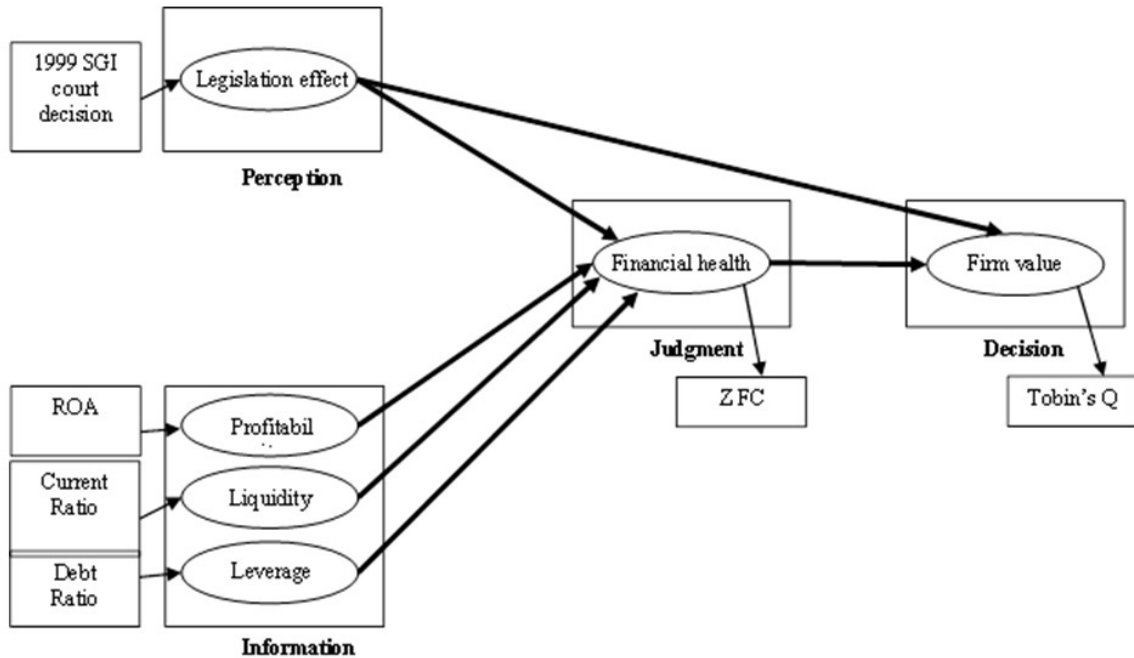 1999 SGI
court
decision
Legislation effect
Perception
Financial health
Judgment
Z FC
Firm value
Decision
Tobin's Q
ROA
Current
Ratio
Debt
Ratio
Profitabil
Liquidity
Leverage
Information